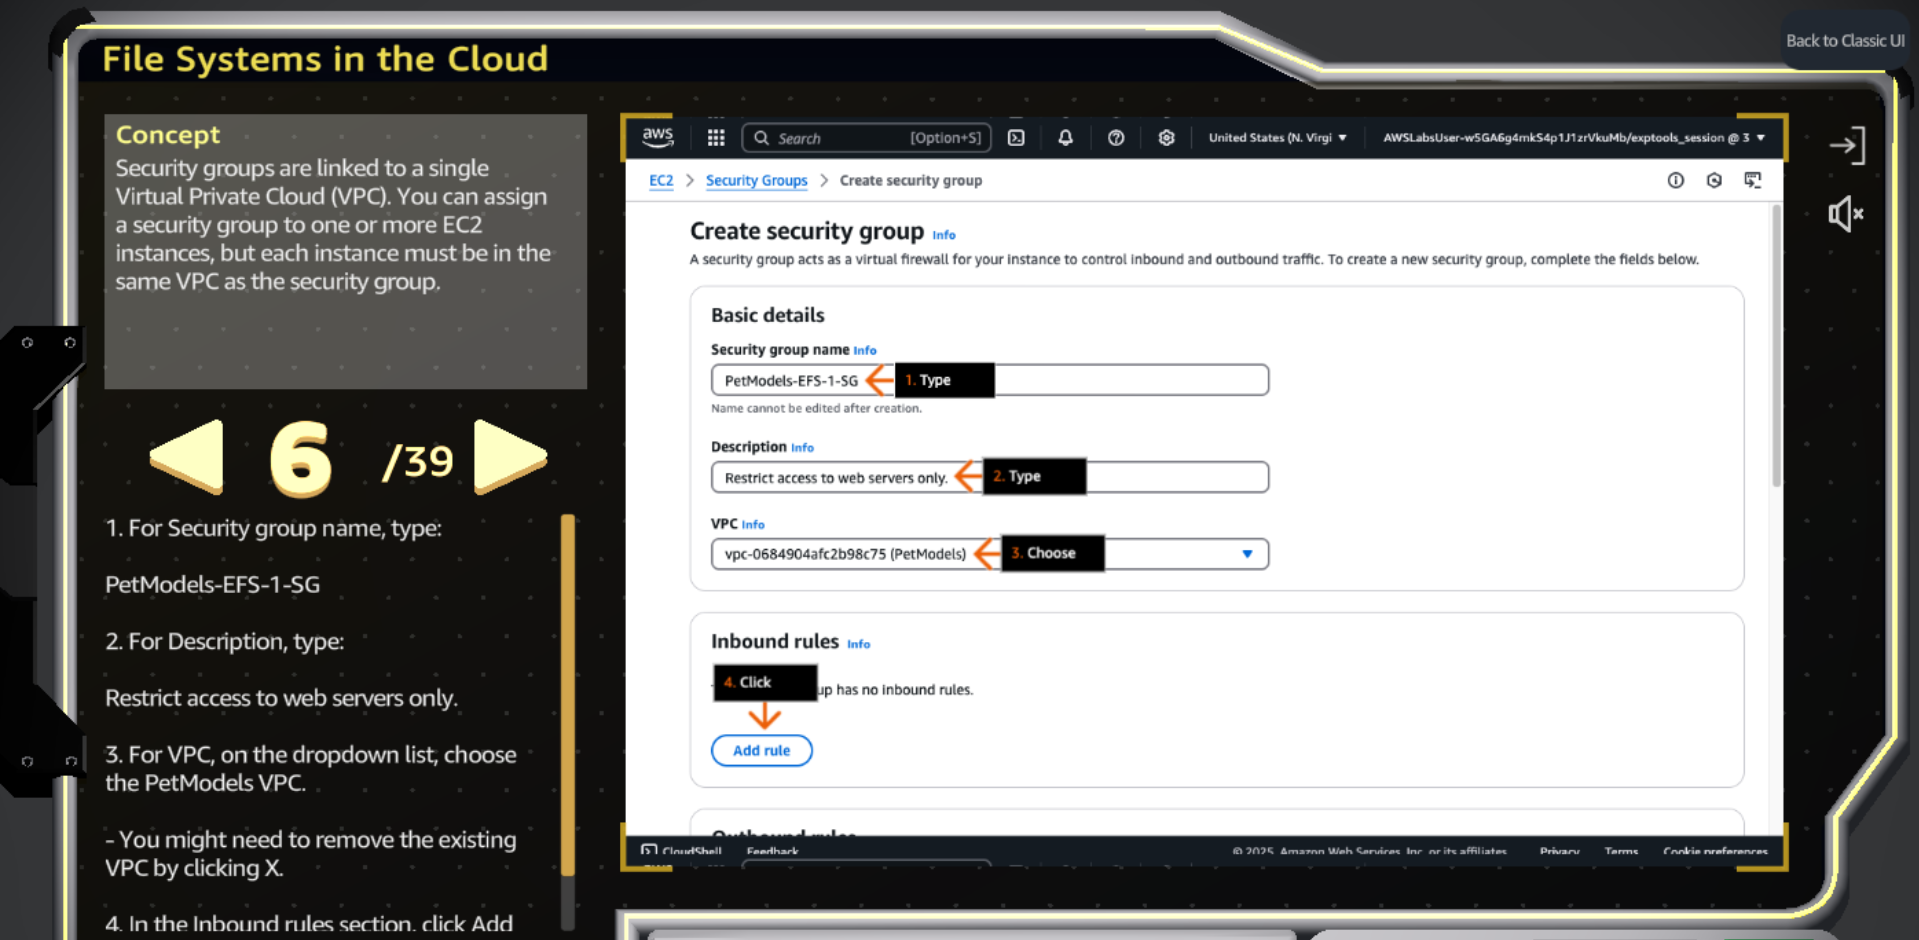 Back to Classic UI
File Systems in the Cloud
Concept
Security groups are linked to a single
Virtual Private Cloud (VPC). You can assign
a security group to one or more EC2
instances, but each instance must be in the
same VPC as the security group.
6 /39
1. For Security group name, type:
PetModels-EFS-1-SG
2. For Description, type:
Restrict access to web servers only.
3. For VPC, on the dropdown list, choose
the PetModels VPC.
- You might need to remove the existing
VPC by clicking X.
4. In the Inbound rules section, click Add
aws Search [Option+S] United States (N. Virgi AWSLabsUser-w5GA6g4mkS4p1J1zrVkuMb/exptools_session @ 3
EC2 > Security Groups > Create security group
Create security group Info
A security group acts as a virtual firewall for your instance to control inbound and outbound traffic. To create a new security group, complete the fields below.
Basic details
Security group name Info
PetModels-EFS-1-SG 1. Type
Name cannot be edited after creation.
Description Info
Restrict access to web servers only. 2. Type
VPC Info
vpc-0684904afc2b98c75 (PetModels) 3. Choose
Inbound rules Info
4. Click
up has no inbound rules.
Add rule
Outbound rules
CloudShell Feedback © 2025, Amazon Web Services, Inc. or its affiliates. Privacy Terms Cookie preferences